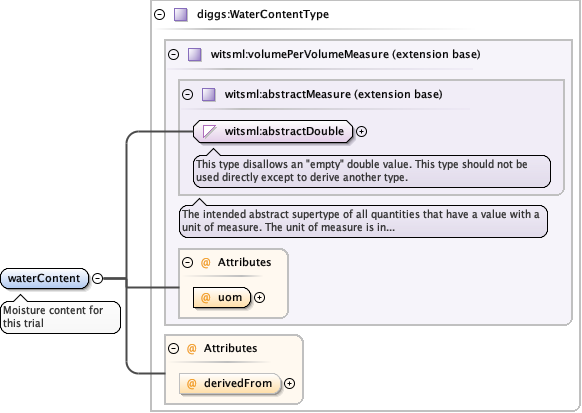 diggs:WaterContentType
witsml:volumePerVolumeMeasure (extension base)
witsml:abstractMeasure (extension base)
witsml:abstractDouble
This type disallows an "empty" double value. This type should not be
used directly except to derive another type.
The intended abstract supertype of all quantities that have a value with a
unit of measure. The unit of measure is in...
@ Attributes
@ uom
waterContent
Moisture content for
this trial
@ Attributes
@ derivedFrom